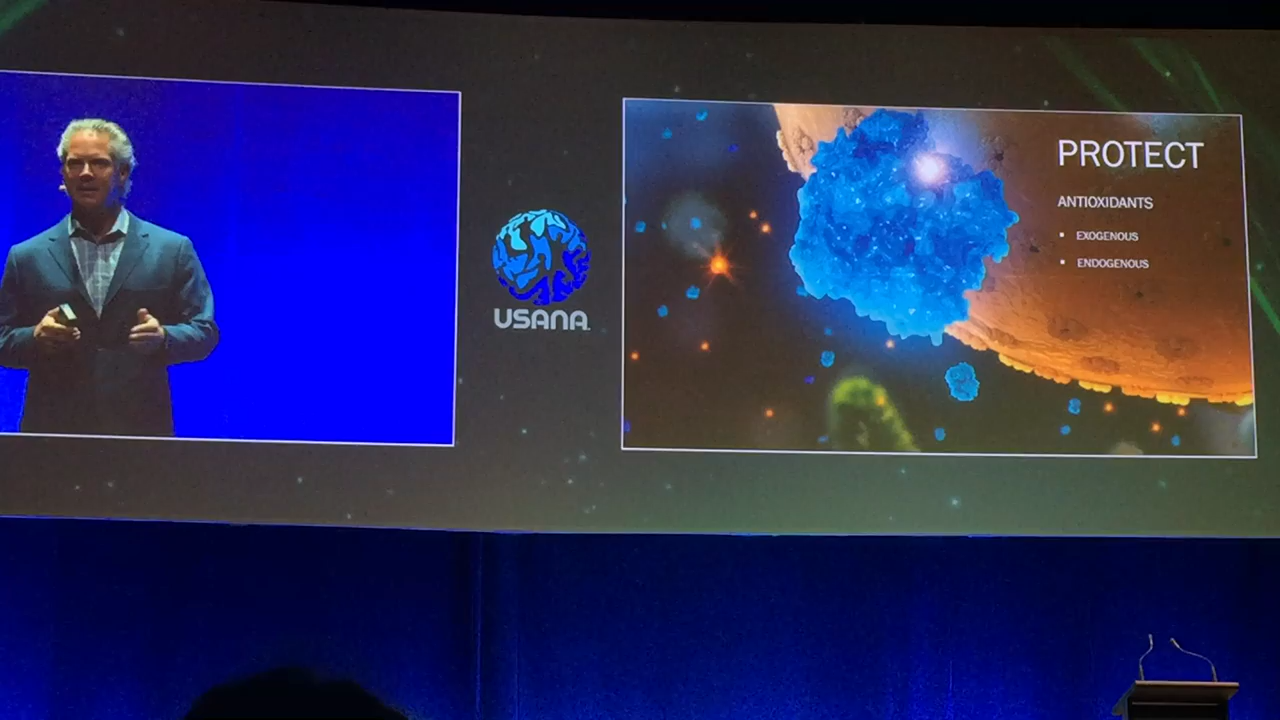 USANA
PROTECT
ANTIOXIDANTS
▪ EXOGENOUS
▪ ENDOGENOUS